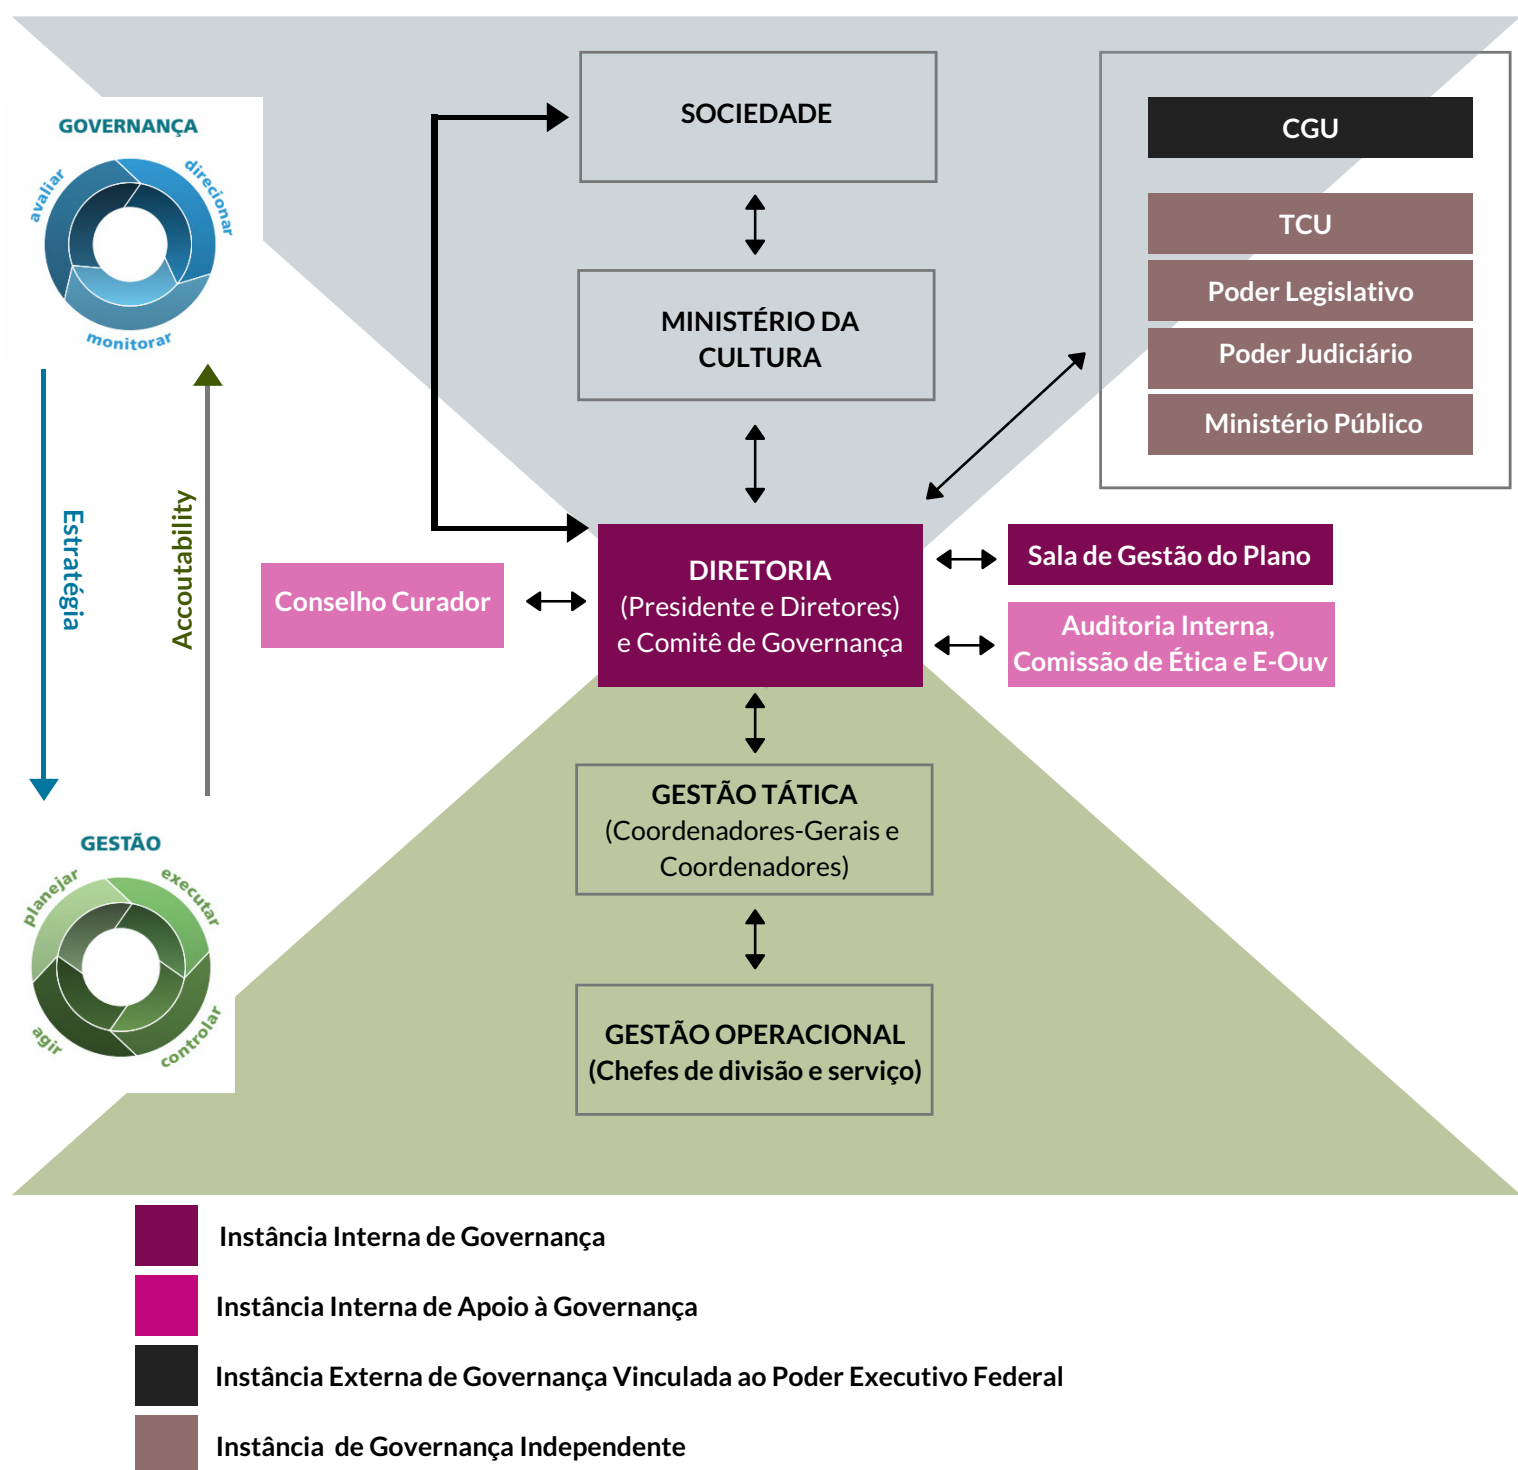 SOCIEDADE
CGU
GOVERNANÇA
avaliar
direcionar
monitorar
TCU
Poder Legislativo
MINISTÉRIO DA
CULTURA
Poder Judiciário
Ministério Público
Estratégia
Accoutability
Conselho Curador
DIRETORIA
(Presidente e Diretores)
e Comitê de Governança
Sala de Gestão do Plano
Auditoria Interna,
Comissão de Ética e E-Ouv
GESTÃO TÁTICA
(Coordenadores-Gerais e
Coordenadores)
GESTÃO
planejar
executar
agir
controlar
GESTÃO OPERACIONAL
(Chefes de divisão e serviço)
Instância Interna de Governança
Instância Interna de Apoio à Governança
Instância Externa de Governança Vinculada ao Poder Executivo Federal
Instância de Governança Independente